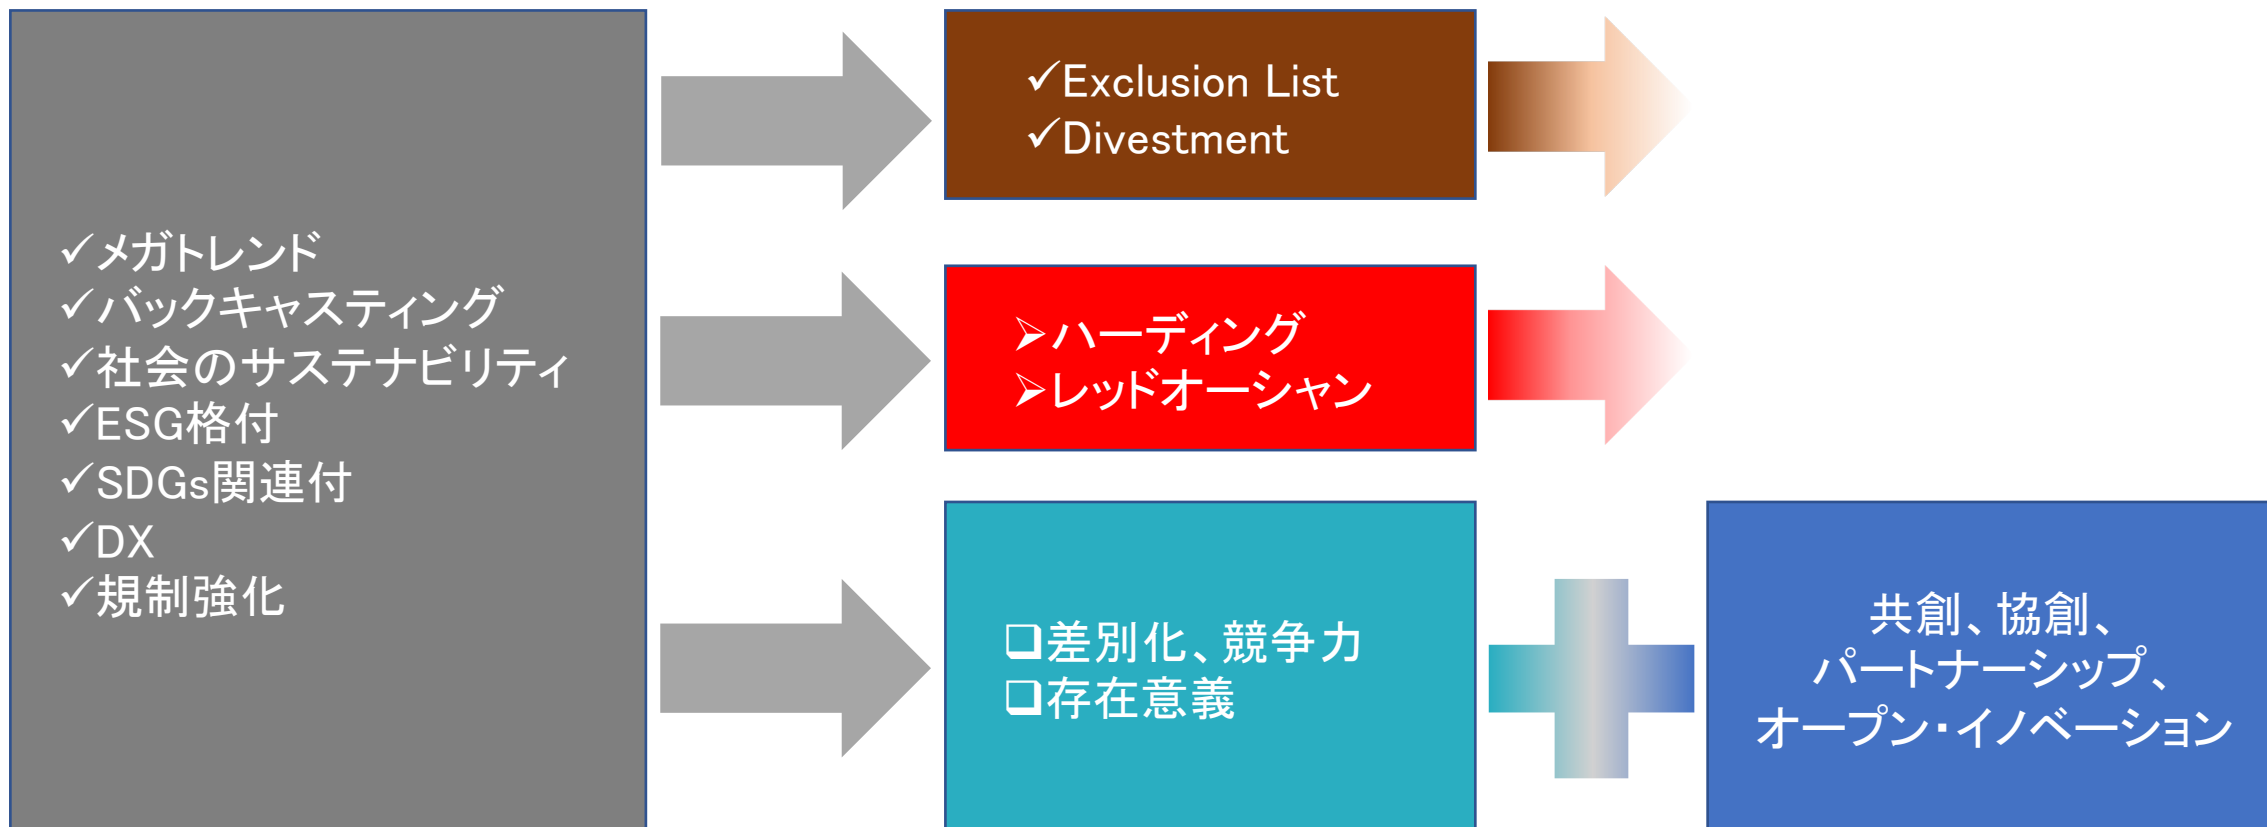 ✓メガトレンド
✓バックキャスティング
✓社会のサステナビリティ
✓ESG格付
✓SDGs関連付
✓DX
✓規制強化
✓Exclusion List
✓Divestment
➢ハーディング
➢レッドオーシャン
❑差別化、競争力
❑存在意義
共創、協創、
パートナーシップ、
オープン・イノベーション